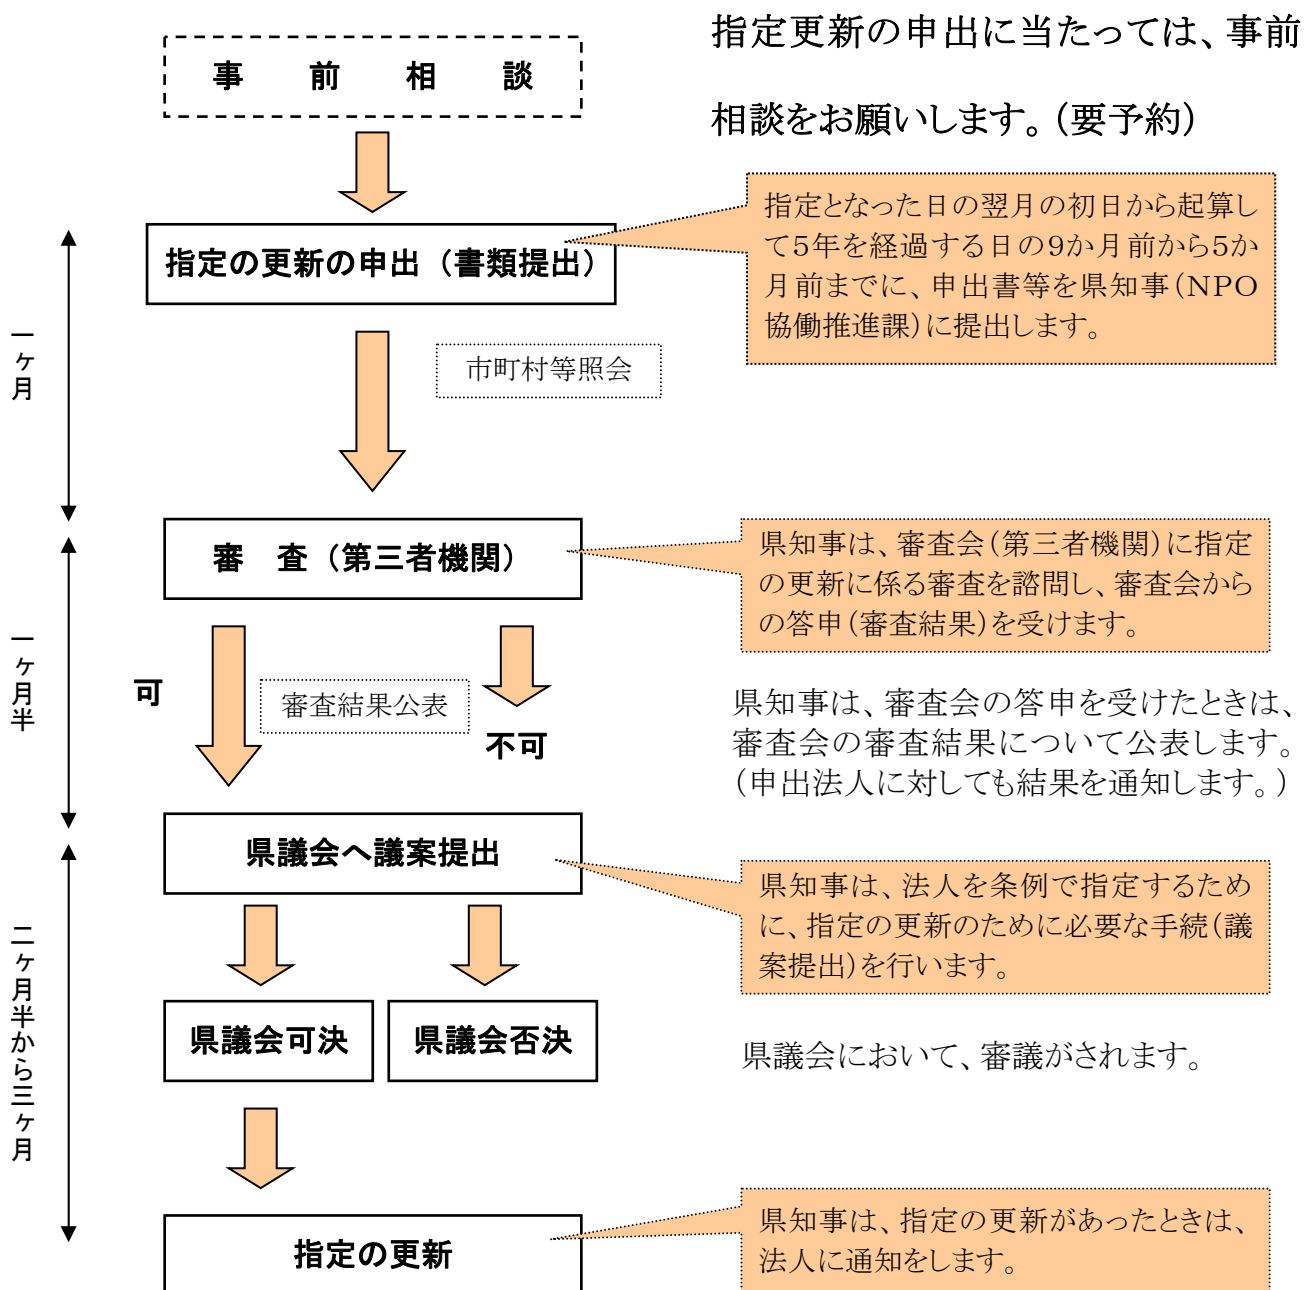 指定更新の申出に当たっては、事前
相談をお願いします。(要予約)
事　前　相　談
指定の更新の申出（書類提出）
指定となった日の翌月の初日から起算し
て5年を経過する日の9か月前から5か
月前までに、申出書等を県知事(NPO
協働推進課)に提出します。
一ヶ月
市町村等照会
審　査（第三者機関）
県知事は、審査会(第三者機関)に指定
の更新に係る審査を諮問し、審査会から
の答申(審査結果)を受けます。
一ヶ月半
可
審査結果公表
不可
県知事は、審査会の答申を受けたときは、
審査会の審査結果について公表します。
(申出法人に対しても結果を通知します。)
県議会へ議案提出
県知事は、法人を条例で指定するため
に、指定の更新のために必要な手続(議
案提出)を行います。
二ヶ月半から三ヶ月
県議会可決
県議会否決
県議会において、審議がされます。
指定の更新
県知事は、指定の更新があったときは、
法人に通知をします。